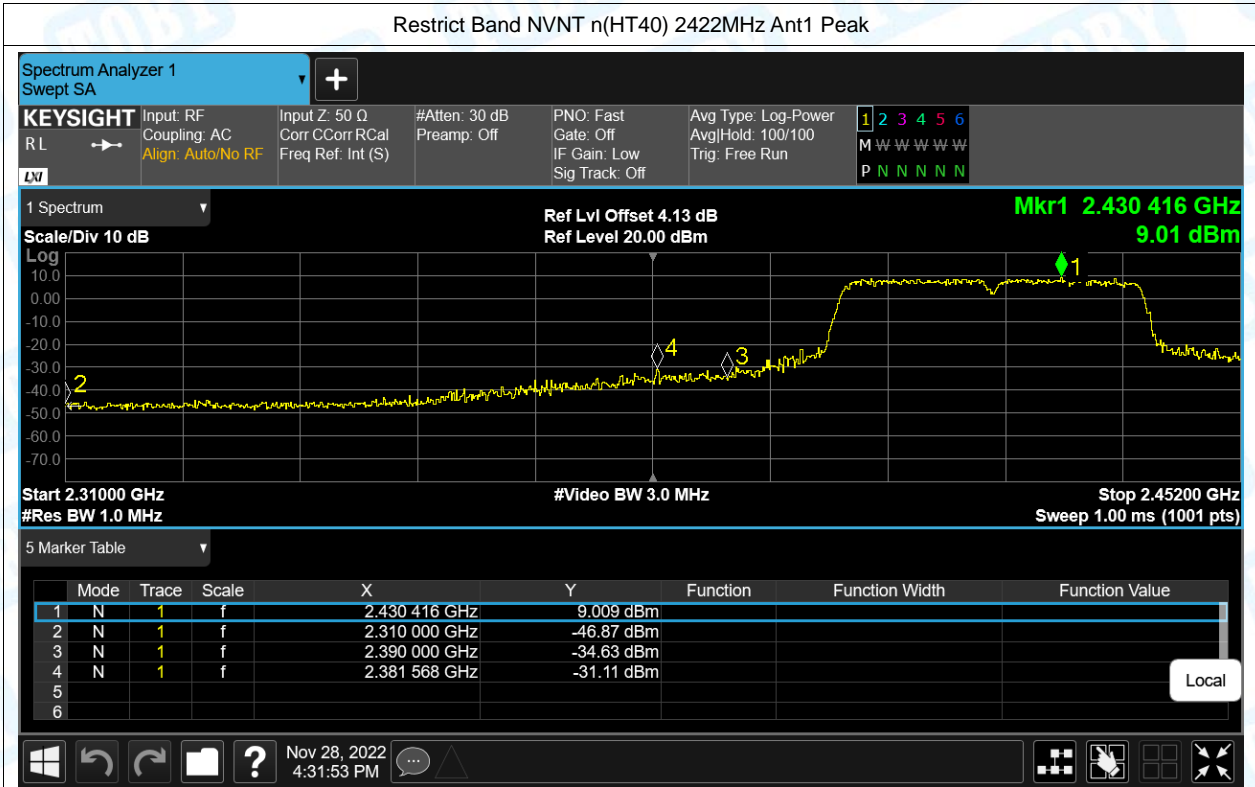 Restrict Band NVNT n(HT40) 2422MHz Ant1 Peak
Spectrum Analyzer 1
Swept SA
KEYSIGHT
R L
LXI
Input: RF
Coupling: AC
Align: Auto/No RF
Input Z: 50 Ω
Corr CCorr RCal
Freq Ref: Int (S)
#Atten: 30 dB
Preamp: Off
PNO: Fast
Gate: Off
IF Gain: Low
Sig Track: Off
Avg Type: Log-Power
Avg|Hold: 100/100
Trig: Free Run
1 2 3 4 5 6
M W W W W W
P N N N N N
1 Spectrum
Scale/Div 10 dB
Ref Lvl Offset 4.13 dB
Ref Level 20.00 dBm
Mkr1 2.430 416 GHz
9.01 dBm
Log
10.0
0.00
-10.0
-20.0
-30.0
-40.0
-50.0
-60.0
-70.0
1
4
3
2
Start 2.31000 GHz
#Video BW 3.0 MHz
Stop 2.45200 GHz
#Res BW 1.0 MHz
Sweep 1.00 ms (1001 pts)
5 Marker Table
Mode Trace Scale X Y Function Function Width Function Value
1 N 1 f 2.430 416 GHz 9.009 dBm
2 N 1 f 2.310 000 GHz -46.87 dBm
3 N 1 f 2.390 000 GHz -34.63 dBm
4 N 1 f 2.381 568 GHz -31.11 dBm
5
6
Local
?
Nov 28, 2022
4:31:53 PM